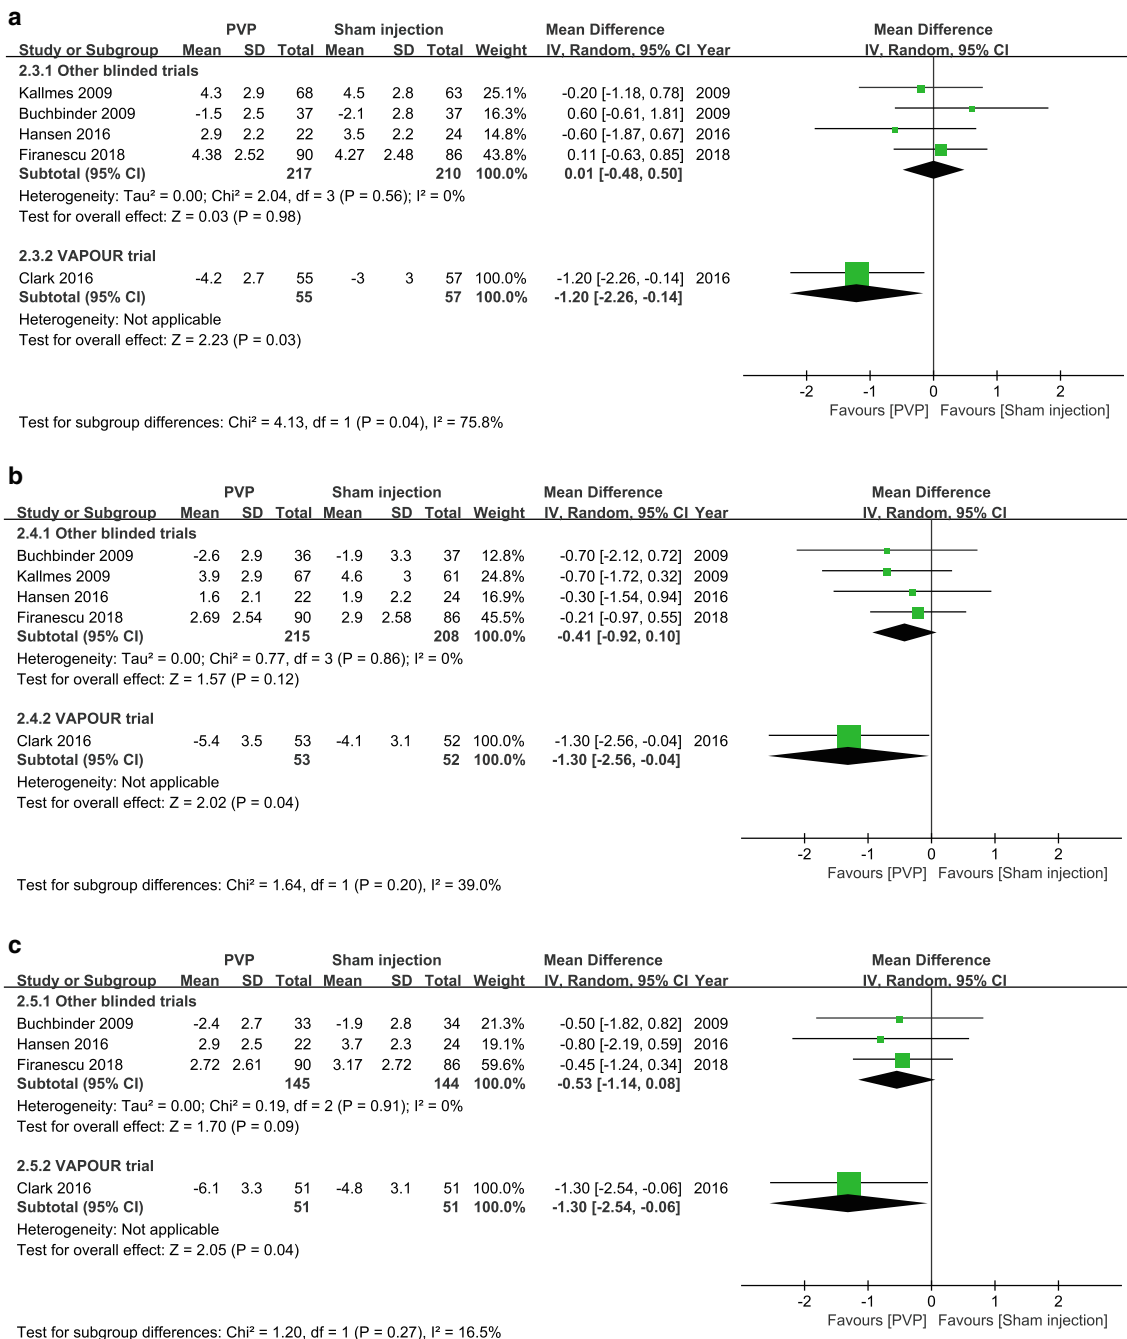 a
PVP Sham injection Mean Difference Mean Difference
Study or Subgroup Mean SD Total Mean SD Total Weight IV, Random, 95% CI Year IV, Random, 95% CI
2.3.1 Other blinded trials
Kallmes 2009 4.3 2.9 68 4.5 2.8 63 25.1% -0.20 [-1.18, 0.78] 2009
Buchbinder 2009 -1.5 2.5 37 -2.1 2.8 37 16.3% 0.60 [-0.61, 1.81] 2009
Hansen 2016 2.9 2.2 22 3.5 2.2 24 14.8% -0.60 [-1.87, 0.67] 2016
Firanescu 2018 4.38 2.52 90 4.27 2.48 86 43.8% 0.11 [-0.63, 0.85] 2018
Subtotal (95% CI) 217 210 100.0% 0.01 [-0.48, 0.50]
Heterogeneity: Tau² = 0.00; Chi² = 2.04, df = 3 (P = 0.56); I² = 0%
Test for overall effect: Z = 0.03 (P = 0.98)
2.3.2 VAPOUR trial
Clark 2016 -4.2 2.7 55 -3 3 57 100.0% -1.20 [-2.26, -0.14] 2016
Subtotal (95% CI) 55 57 100.0% -1.20 [-2.26, -0.14]
Heterogeneity: Not applicable
Test for overall effect: Z = 2.23 (P = 0.03)
-2 -1 0 1 2
Favours [PVP] Favours [Sham injection]
Test for subgroup differences: Chi² = 4.13, df = 1 (P = 0.04), I² = 75.8%
b
PVP Sham injection Mean Difference Mean Difference
Study or Subgroup Mean SD Total Mean SD Total Weight IV, Random, 95% CI Year IV, Random, 95% CI
2.4.1 Other blinded trials
Buchbinder 2009 -2.6 2.9 36 -1.9 3.3 37 12.8% -0.70 [-2.12, 0.72] 2009
Kallmes 2009 3.9 2.9 67 4.6 3 61 24.8% -0.70 [-1.72, 0.32] 2009
Hansen 2016 1.6 2.1 22 1.9 2.2 24 16.9% -0.30 [-1.54, 0.94] 2016
Firanescu 2018 2.69 2.54 90 2.9 2.58 86 45.5% -0.21 [-0.97, 0.55] 2018
Subtotal (95% CI) 215 208 100.0% -0.41 [-0.92, 0.10]
Heterogeneity: Tau² = 0.00; Chi² = 0.77, df = 3 (P = 0.86); I² = 0%
Test for overall effect: Z = 1.57 (P = 0.12)
2.4.2 VAPOUR trial
Clark 2016 -5.4 3.5 53 -4.1 3.1 52 100.0% -1.30 [-2.56, -0.04] 2016
Subtotal (95% CI) 53 52 100.0% -1.30 [-2.56, -0.04]
Heterogeneity: Not applicable
Test for overall effect: Z = 2.02 (P = 0.04)
-2 -1 0 1 2
Favours [PVP] Favours [Sham injection]
Test for subgroup differences: Chi² = 1.64, df = 1 (P = 0.20), I² = 39.0%
c
PVP Sham injection Mean Difference Mean Difference
Study or Subgroup Mean SD Total Mean SD Total Weight IV, Random, 95% CI Year IV, Random, 95% CI
2.5.1 Other blinded trials
Buchbinder 2009 -2.4 2.7 33 -1.9 2.8 34 21.3% -0.50 [-1.82, 0.82] 2009
Hansen 2016 2.9 2.5 22 3.7 2.3 24 19.1% -0.80 [-2.19, 0.59] 2016
Firanescu 2018 2.72 2.61 90 3.17 2.72 86 59.6% -0.45 [-1.24, 0.34] 2018
Subtotal (95% CI) 145 144 100.0% -0.53 [-1.14, 0.08]
Heterogeneity: Tau² = 0.00; Chi² = 0.19, df = 2 (P = 0.91); I² = 0%
Test for overall effect: Z = 1.70 (P = 0.09)
2.5.2 VAPOUR trial
Clark 2016 -6.1 3.3 51 -4.8 3.1 51 100.0% -1.30 [-2.54, -0.06] 2016
Subtotal (95% CI) 51 51 100.0% -1.30 [-2.54, -0.06]
Heterogeneity: Not applicable
Test for overall effect: Z = 2.05 (P = 0.04)
-2 -1 0 1 2
Favours [PVP] Favours [Sham injection]
Test for subgroup differences: Chi² = 1.20, df = 1 (P = 0.27), I² = 16.5%